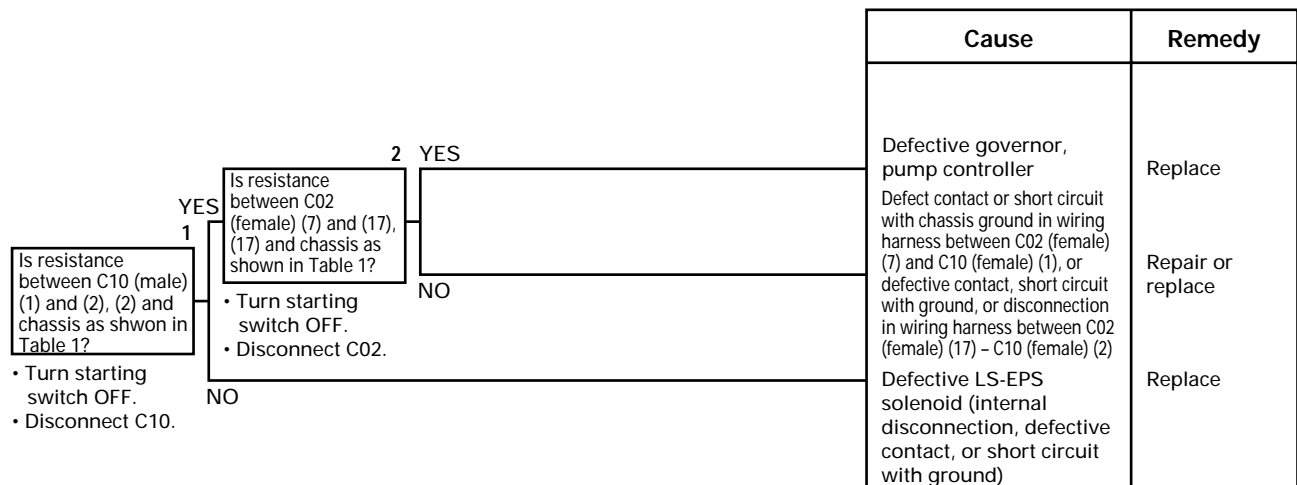 Cause
Remedy
1
YES
Is resistance
between C10 (male)
(1) and (2), (2) and
chassis as shwon in
Table 1?
• Turn starting
switch OFF.
• Disconnect C10.
NO
2
YES
Is resistance
between C02
(female) (7) and (17),
(17) and chassis as
shown in Table 1?
• Turn starting
switch OFF.
• Disconnect C02.
NO
Defective governor,
pump controller
Replace
Defect contact or short circuit
with chassis ground in wiring
harness between C02 (female)
(7) and C10 (female) (1), or
defective contact, short circuit
with ground, or disconnection
in wiring harness between C02
(female) (17) – C10 (female) (2)
Repair or
replace
Defective LS-EPS
solenoid (internal
disconnection, defective
contact, or short circuit
with ground)
Replace